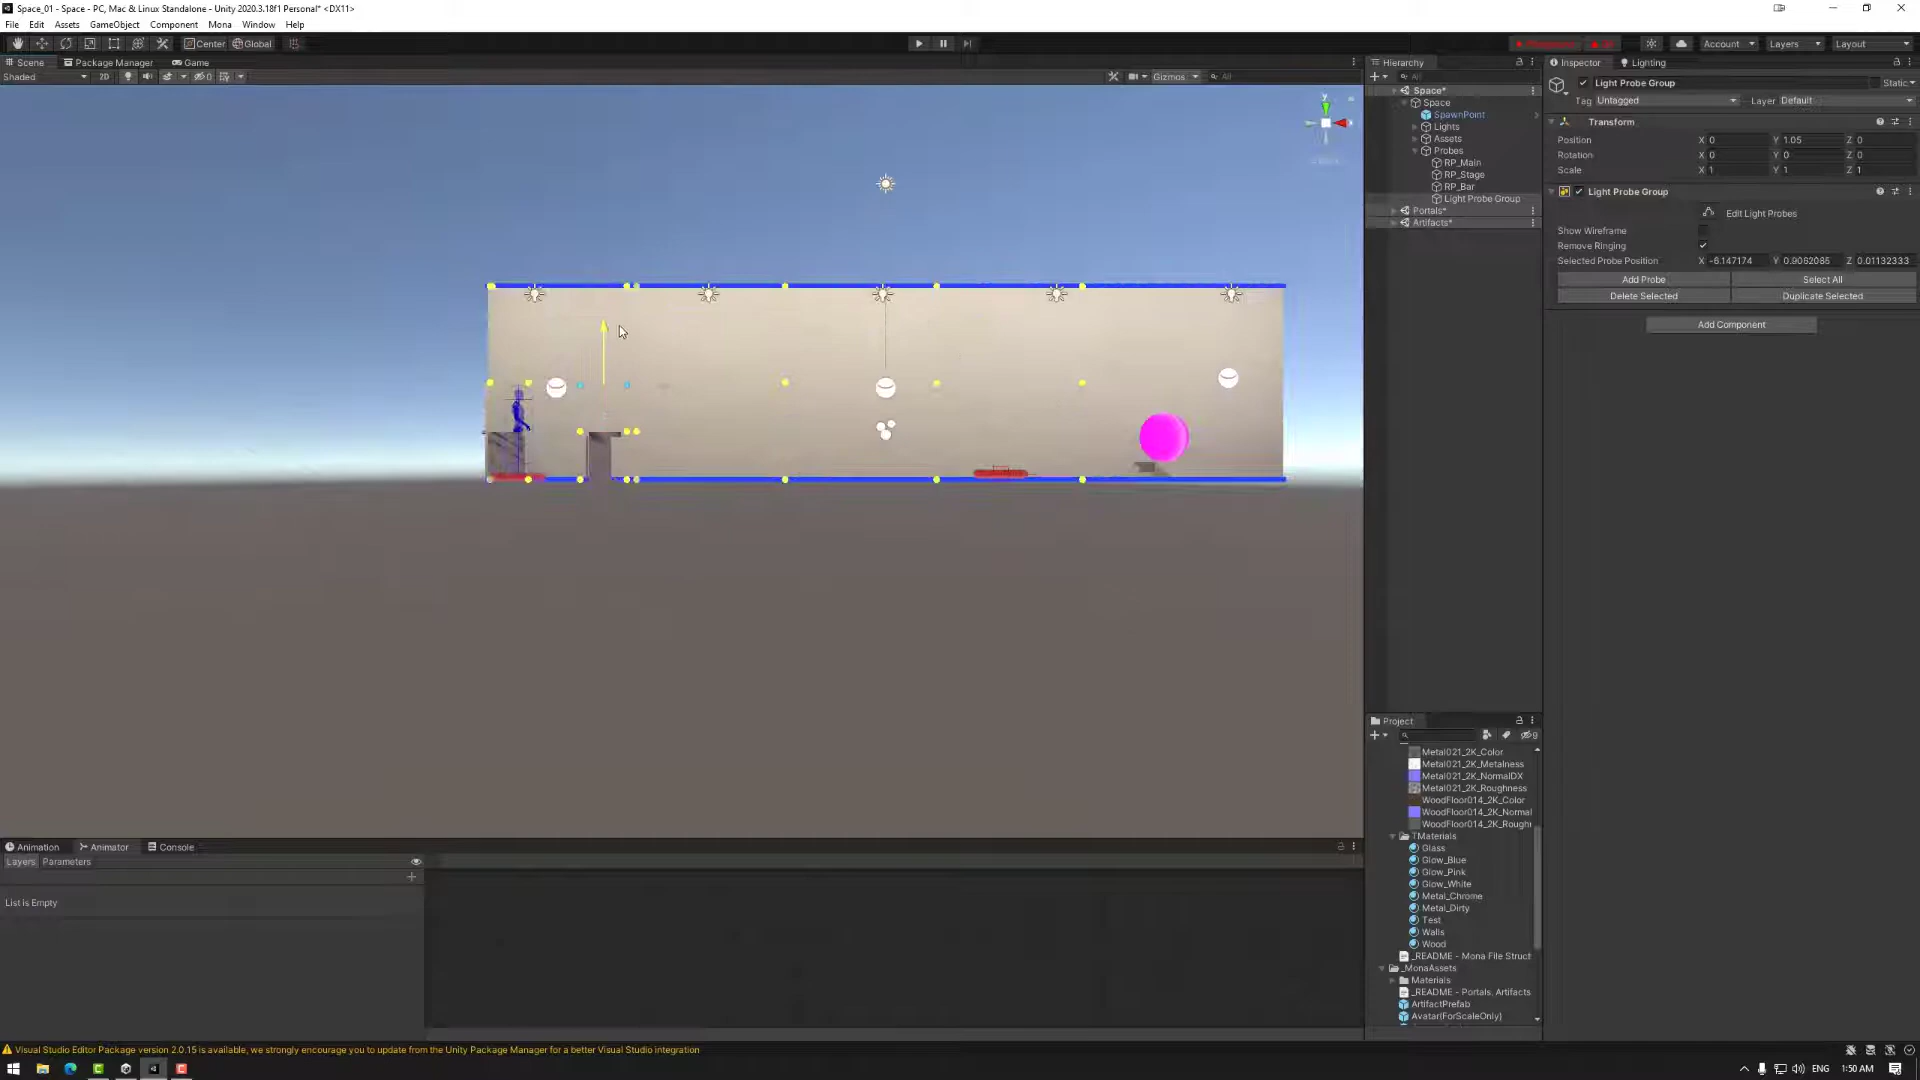 Space_01 - Space - PC, Mac & Linux Standalone - Unity 2020.3.18f1 Personal* <DX11>
File Edit Assets GameObject Component Mona Window Help
Center Global Account Layers Layout
Scene Package Manager Game
Shaded 2D 0 Gizmos All
Hierarchy
All
Space*
Space
SpawnPoint
Lights
Assets
Probes
RP_Main
RP_Stage
RP_Bar
Light Probe Group
Portals*
Artifacts*
Inspector Lighting
Light Probe Group Static
Tag Untagged Layer Default
Transform
Position X 0 Y 1.05 Z 0
Rotation X 0 Y 0 Z 0
Scale X 1 Y 1 Z 1
Light Probe Group
Edit Light Probes
Show Wireframe
Remove Ringing
Selected Probe Position X -6.147174 Y 0.9062085 Z 0.01132333
Add Probe Select All
Delete Selected Duplicate Selected
Add Component
Project
9
Metal021_2K_Color
Metal021_2K_Metalness
Metal021_2K_NormalDX
Metal021_2K_Roughness
WoodFloor014_2K_Color
WoodFloor014_2K_Normal
WoodFloor014_2K_Roughn
TMaterials
Glass
Glow_Blue
Glow_Pink
Glow_White
Metal_Chrome
Metal_Dirty
Test
Walls
Wood
_README - Mona File Struct
_MonaAssets
Materials
_README - Portals, Artifacts
ArtifactPrefab
Avatar(ForScaleOnly)
Animation Animator Console
Layers Parameters
List is Empty
Visual Studio Editor Package version 2.0.15 is available, we strongly encourage you to update from the Unity Package Manager for a better Visual Studio integration
ENG 1:50 AM